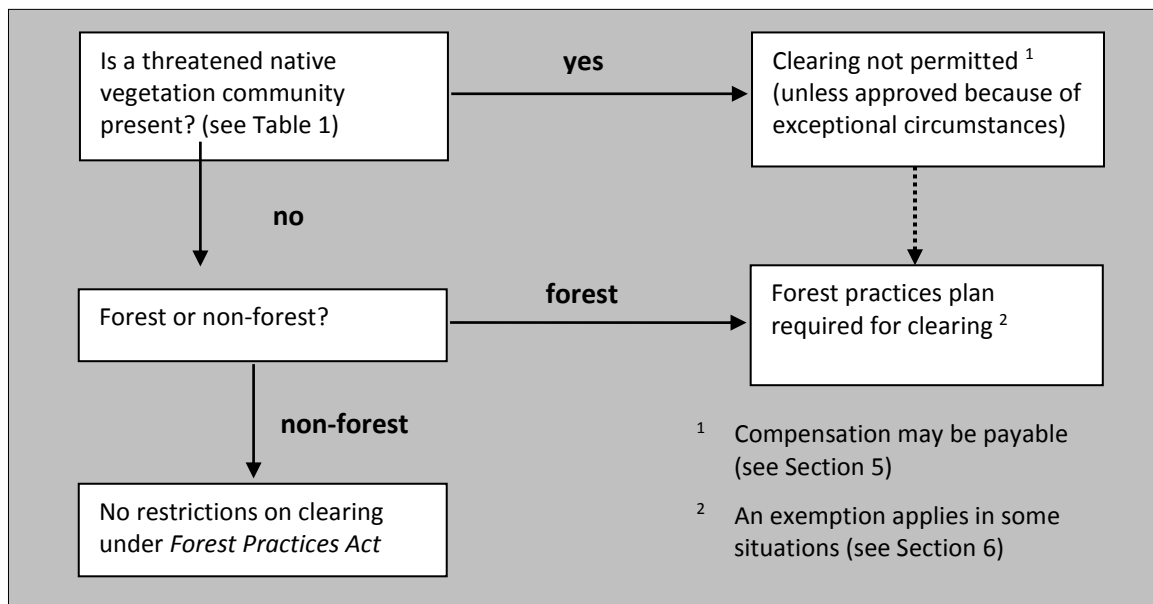 Is a threatened native
vegetation community
present? (see Table 1)
yes
Clearing not permitted 1
(unless approved because of
exceptional circumstances)
no
Forest or non-forest?
forest
Forest practices plan
required for clearing 2
non-forest
No restrictions on clearing
under Forest Practices Act
1 Compensation may be payable
(see Section 5)
2 An exemption applies in some
situations (see Section 6)